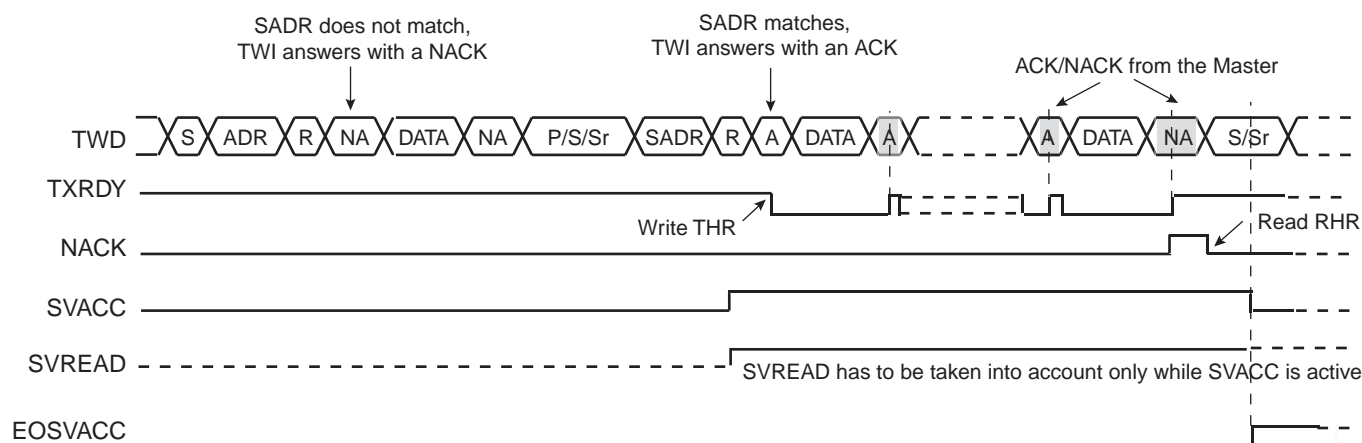 SADR does not match,
TWI answers with a NACK
SADR matches,
TWI answers with an ACK
ACK/NACK from the Master
TWD S ADR R NA DATA NA P/S/Sr SADR R A DATA A A DATA NA S/Sr
TXRDY
Write THR
Read RHR
NACK
SVACC
SVREAD
SVREAD has to be taken into account only while SVACC is active
EOSVACC